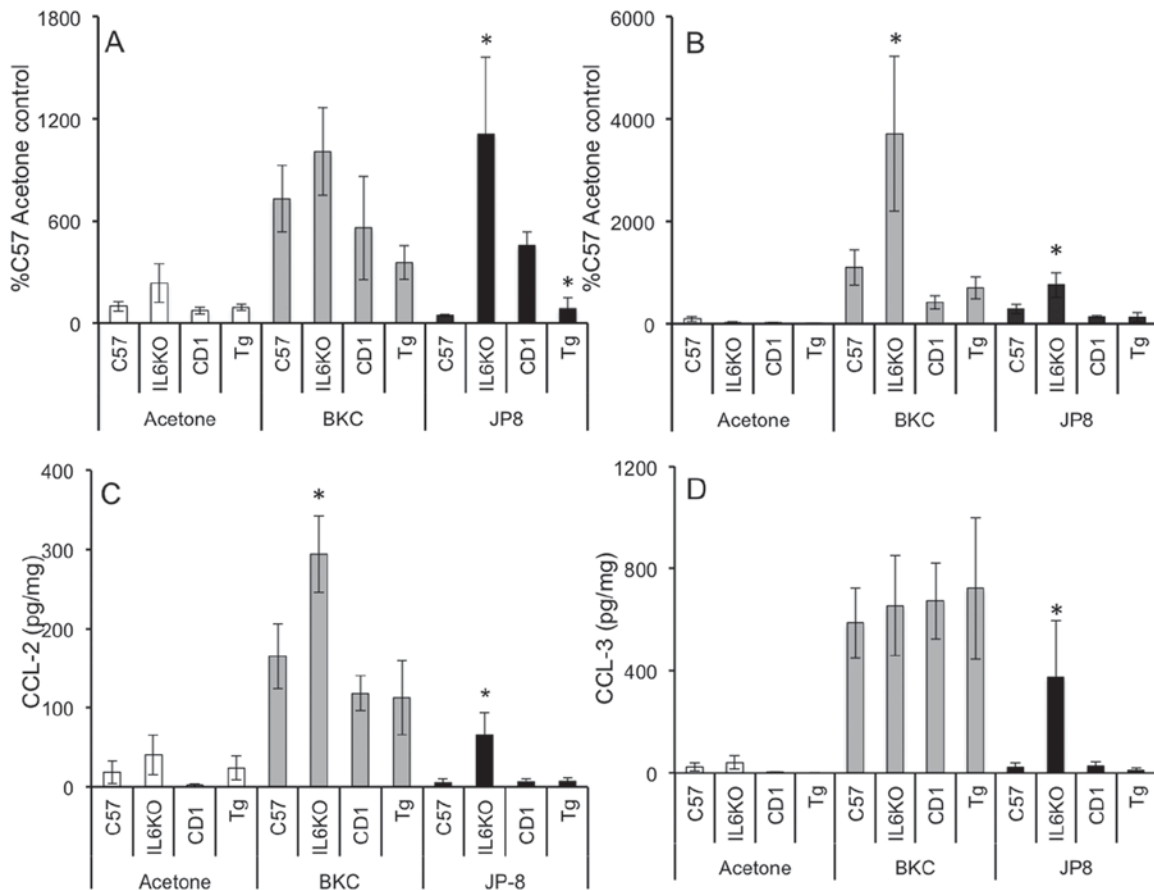 A
%C57 Acetone control
1800
1200
600
0
*
*
C57 IL6KO CD1 Tg C57 IL6KO CD1 Tg C57 IL6KO CD1 Tg
Acetone BKC JP8
B
%C57 Acetone control
6000
4000
2000
0
*
*
C57 IL6KO CD1 Tg C57 IL6KO CD1 Tg C57 IL6KO CD1 Tg
Acetone BKC JP8
C
CCL-2 (pg/mg)
400
300
200
100
0
*
*
C57 IL6KO CD1 Tg C57 IL6KO CD1 Tg C57 IL6KO CD1 Tg
Acetone BKC JP-8
D
CCL-3 (pg/mg)
1200
800
400
0
*
C57 IL6KO CD1 Tg C57 IL6KO CD1 Tg C57 IL6KO CD1 Tg
Acetone BKC JP8